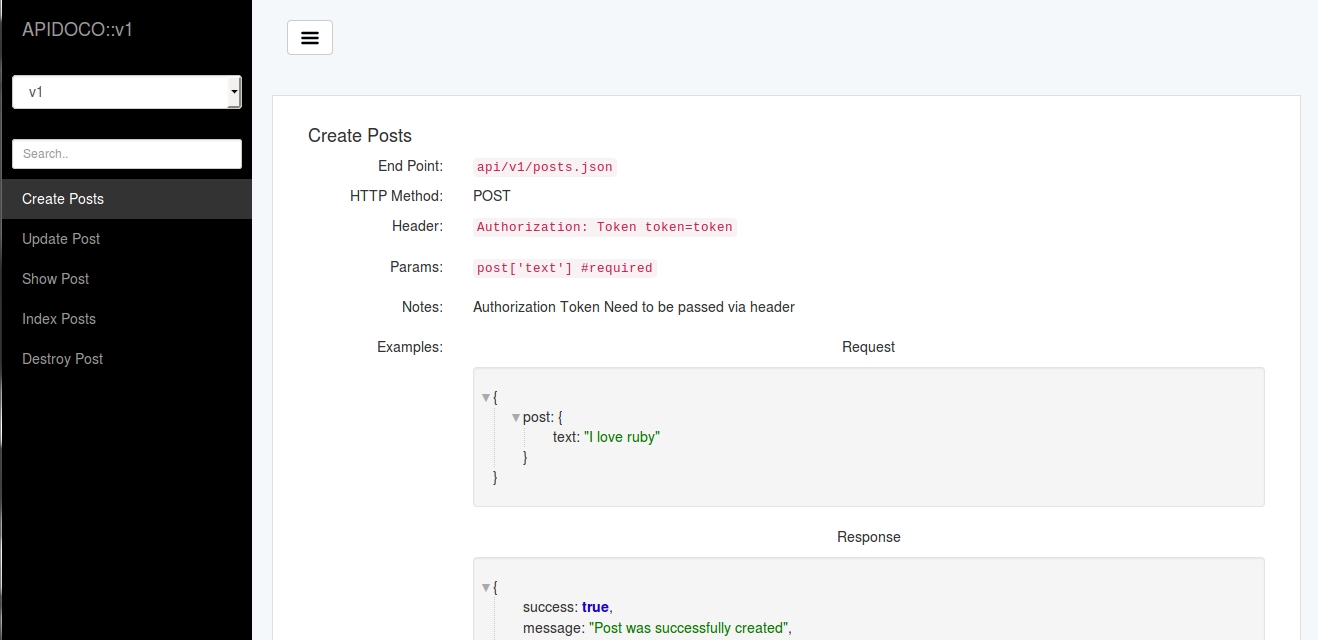 APIDOCO::v1
v1
Search..
Create Posts
Update Post
Show Post
Index Posts
Destroy Post
Create Posts
End Point: api/v1/posts.json
HTTP Method: POST
Header: Authorization: Token token=token
Params: post['text'] #required
Notes: Authorization Token Need to be passed via header
Examples: Request
{
post: {
text: "I love ruby"
}
}
Response
{
success: true,
message: "Post was successfully created",